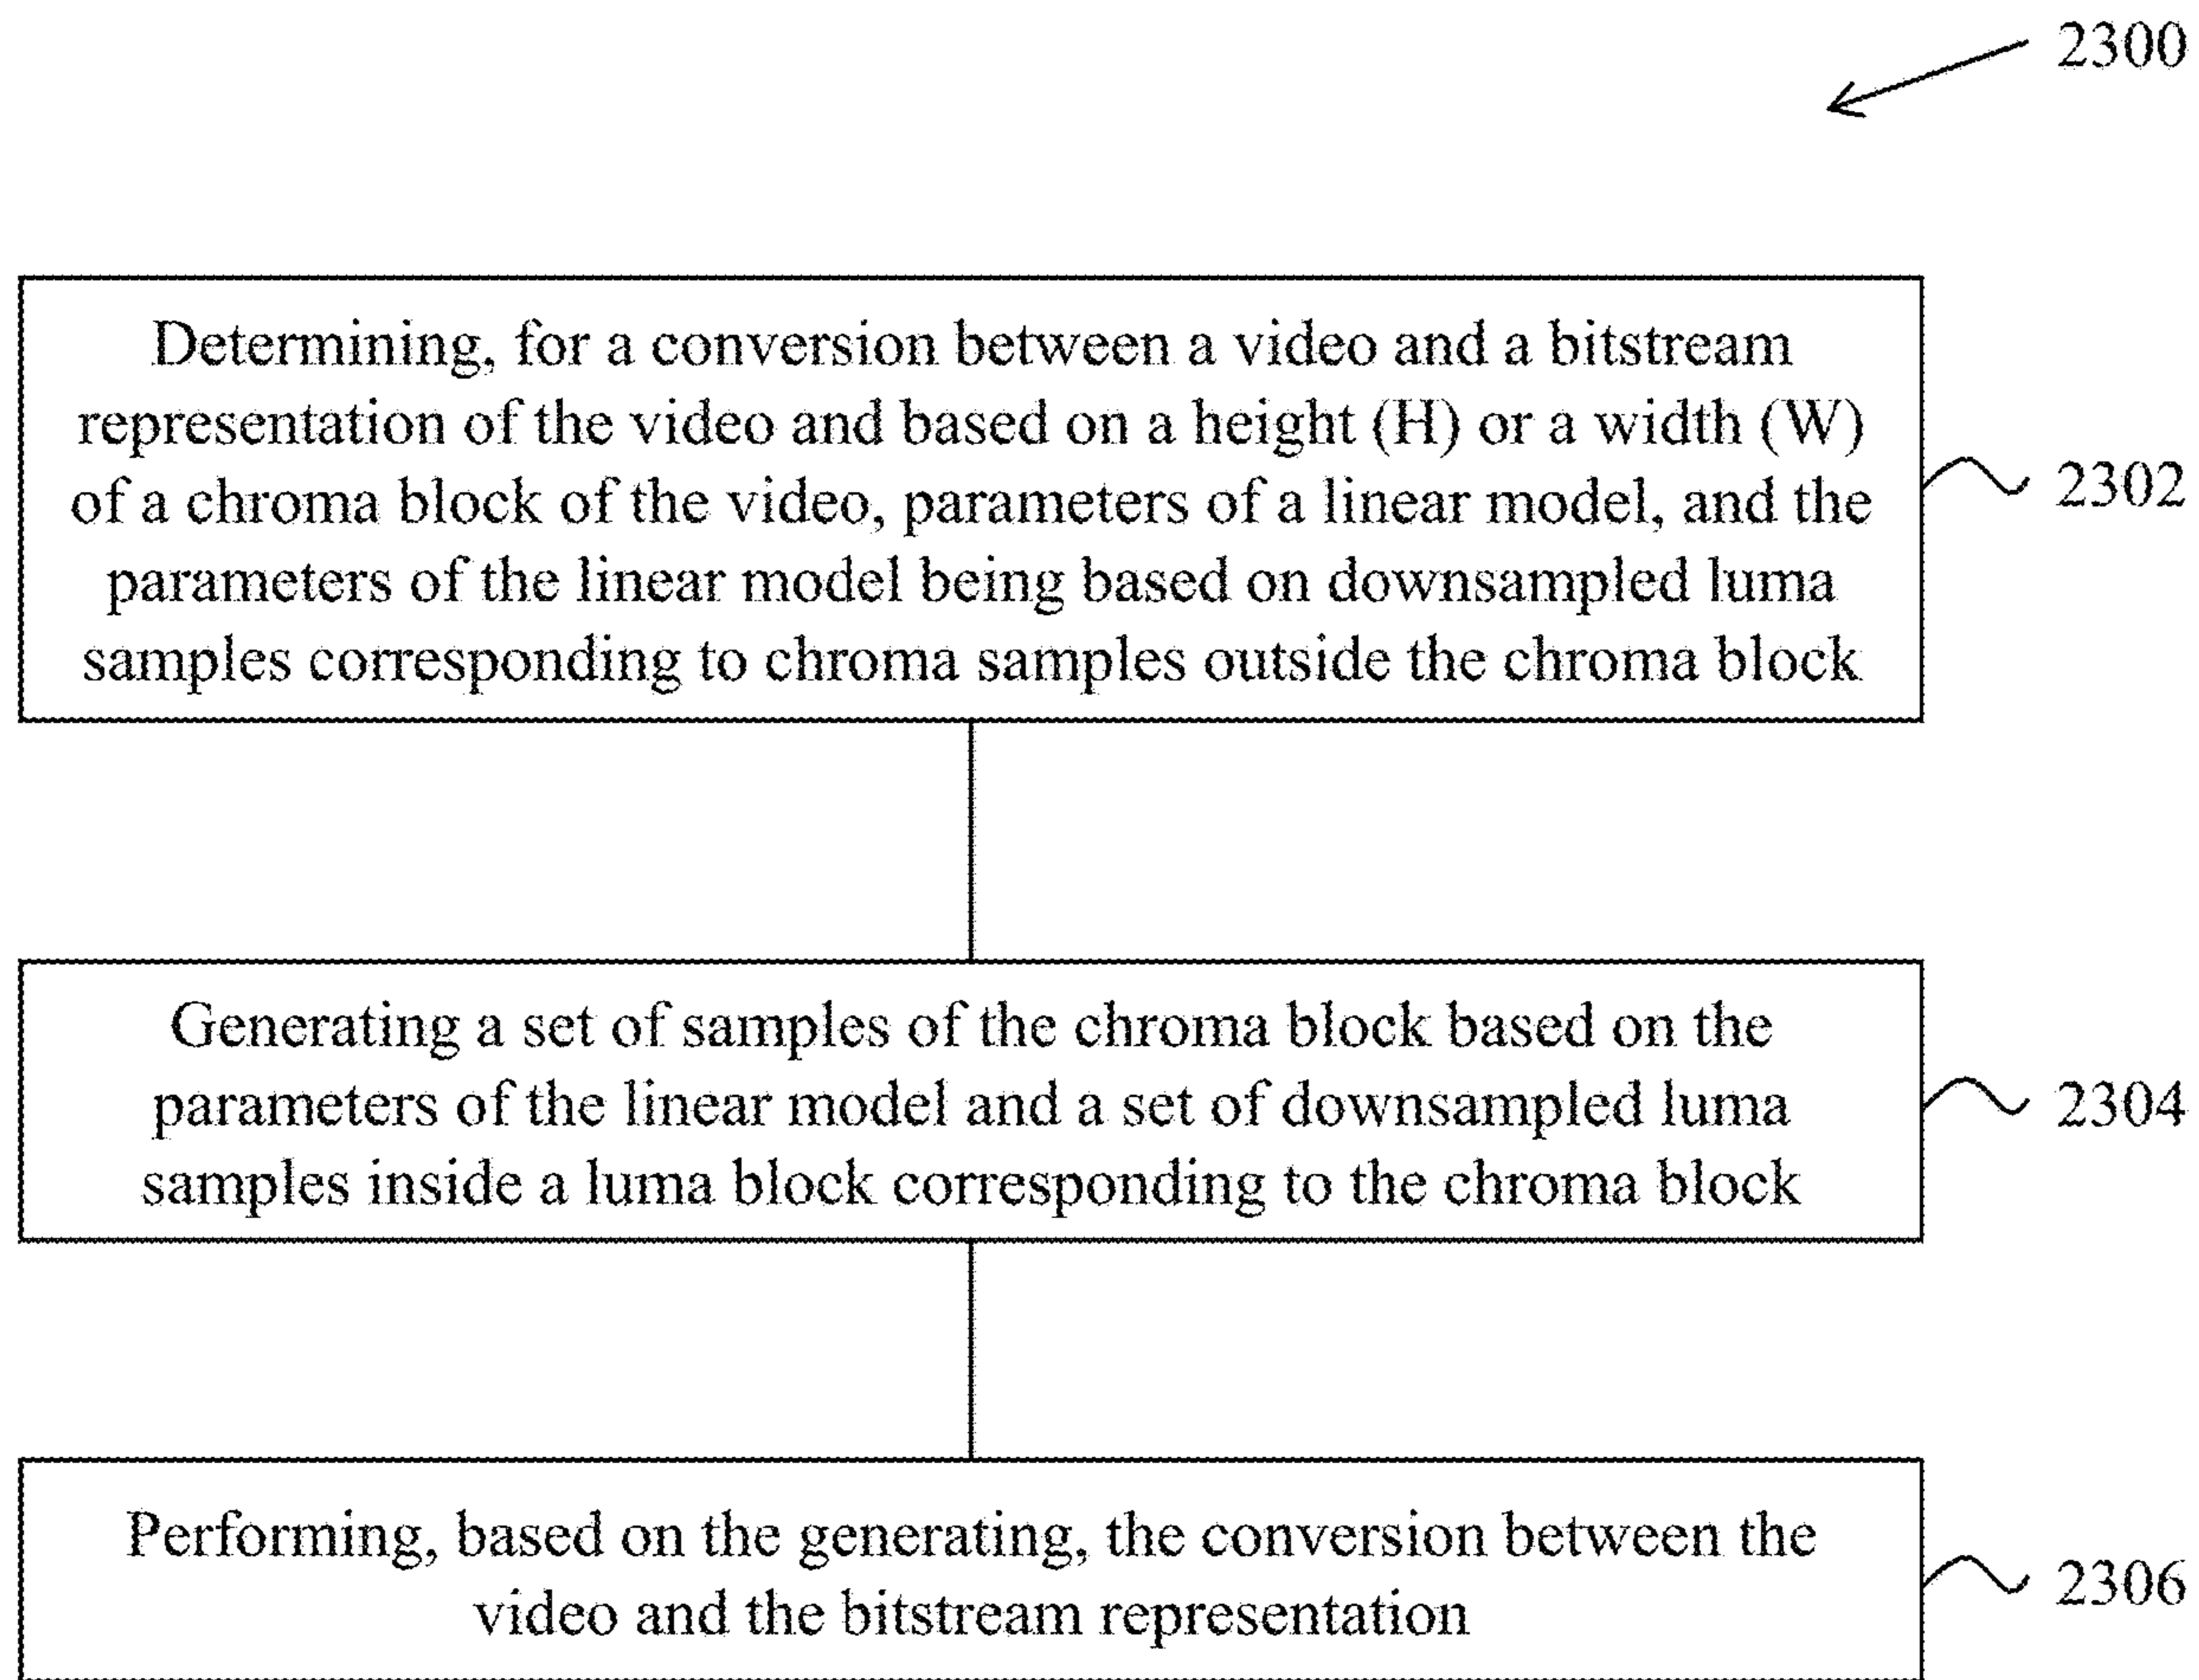 2300
Determining, for a conversion between a video and a bitstream
representation of the video and based on a height (H) or a width (W)
of a chroma block of the video, parameters of a linear model, and the
parameters of the linear model being based on downsampled luma
samples corresponding to chroma samples outside the chroma block
2302
Generating a set of samples of the chroma block based on the
parameters of the linear model and a set of downsampled luma
samples inside a luma block corresponding to the chroma block
2304
Performing, based on the generating, the conversion between the
video and the bitstream representation
2306